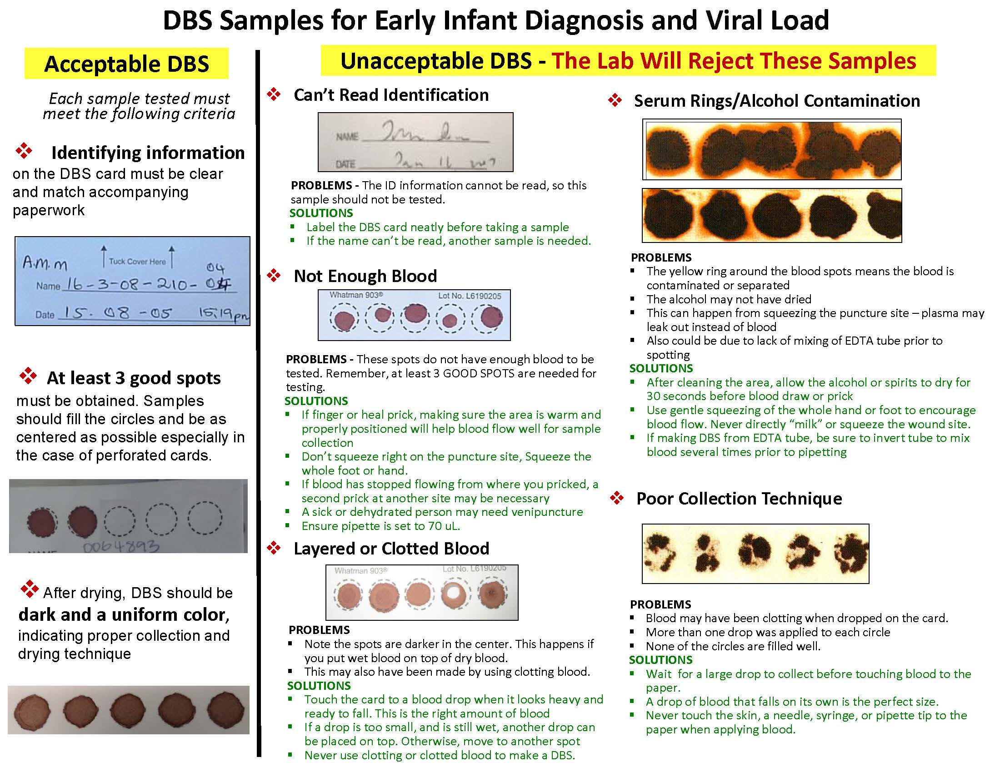 DBS Samples for Early Infant Diagnosis and Viral Load
Acceptable DBS
Each sample tested must
meet the following criteria
Identifying information
on the DBS card must be clear
and match accompanying
paperwork
A.M.m
Tuck Cover Here
04
Name 16-3-08-210-
Date 15.08-05 15:19pm
At least 3 good spots
must be obtained. Samples
should fill the circles and be as
centered as possible especially in
the case of perforated cards.
0064893
After drying, DBS should be
dark and a uniform color,
indicating proper collection and
drying technique
Unacceptable DBS - The Lab Will Reject These Samples
Can't Read Identification
NAME
DATE Jan 16
PROBLEMS - The ID information cannot be read, so this
sample should not be tested.
SOLUTIONS
Label the DBS card neatly before taking a sample
If the name can't be read, another sample is needed.
Not Enough Blood
Whatman 903® Lot No. L6190205
PROBLEMS - These spots do not have enough blood to be
tested. Remember, at least 3 GOOD SPOTS are needed for
testing.
SOLUTIONS
If finger or heal prick, making sure the area is warm and
properly positioned will help blood flow well for sample
collection
Don't squeeze right on the puncture site, Squeeze the
whole foot or hand.
If blood has stopped flowing from where you pricked, a
second prick at another site may be necessary
A sick or dehydrated person may need venipuncture
Ensure pipette is set to 70 uL.
Layered or Clotted Blood
Whatman 903® Lot No. L6190205
PROBLEMS
Note the spots are darker in the center. This happens if
you put wet blood on top of dry blood.
This may also have been made by using clotting blood.
SOLUTIONS
Touch the card to a blood drop when it looks heavy and
ready to fall. This is the right amount of blood
If a drop is too small, and is still wet, another drop can
be placed on top. Otherwise, move to another spot
Never use clotting or clotted blood to make a DBS.
Serum Rings/Alcohol Contamination
PROBLEMS
The yellow ring around the blood spots means the blood is
contaminated or separated
The alcohol may not have dried
This can happen from squeezing the puncture site – plasma may
leak out instead of blood
Also could be due to lack of mixing of EDTA tube prior to
spotting
SOLUTIONS
After cleaning the area, allow the alcohol or spirits to dry for
30 seconds before blood draw or prick
Use gentle squeezing of the whole hand or foot to encourage
blood flow. Never directly “milk” or squeeze the wound site.
If making DBS from EDTA tube, be sure to invert tube to mix
blood several times prior to pipetting
Poor Collection Technique
PROBLEMS
Blood may have been clotting when dropped on the card.
More than one drop was applied to each circle
None of the circles are filled well.
SOLUTIONS
Wait for a large drop to collect before touching blood to the
paper.
A drop of blood that falls on its own is the perfect size.
Never touch the skin, a needle, syringe, or pipette tip to the
paper when applying blood.